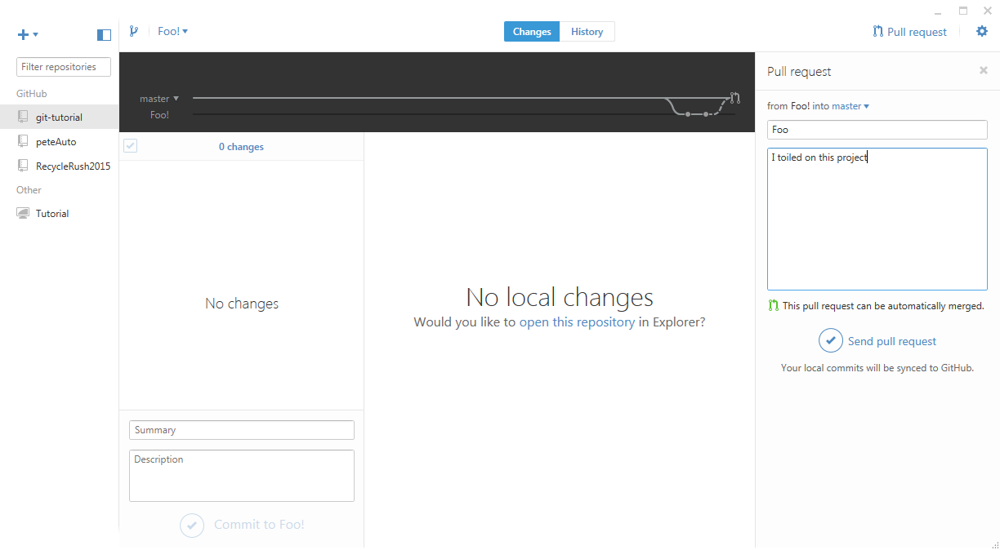 Foo!
Changes
History
Pull request
Filter repositories
GitHub
git-tutorial
peteAuto
RecycleRush2015
Other
Tutorial
master
Foo!
0 changes
No changes
Summary
Description
Commit to Foo!
No local changes
Would you like to open this repository in Explorer?
Pull request
from Foo! into master
Foo
I toiled on this project
This pull request can be automatically merged.
Send pull request
Your local commits will be synced to GitHub.